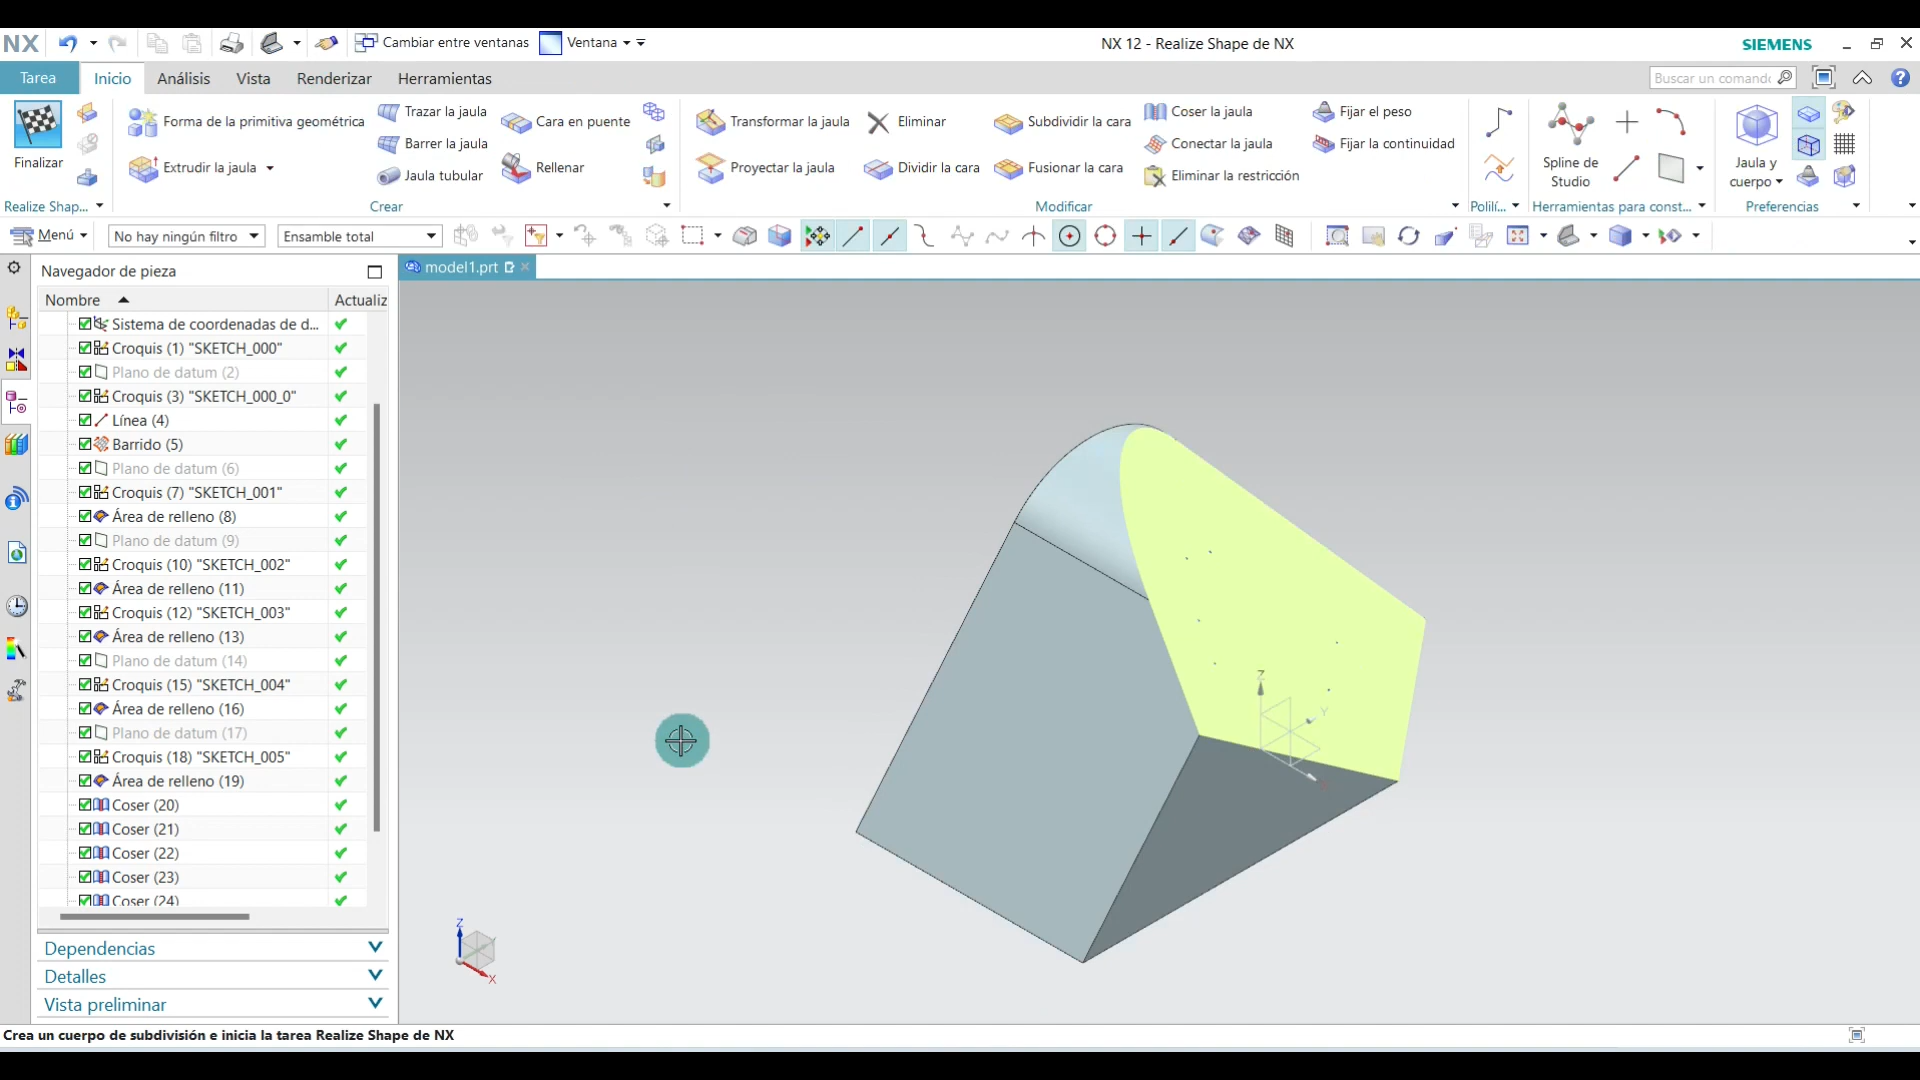 NX
Cambiar entre ventanas
Ventana
NX 12 - Realize Shape de NX
SIEMENS
Tarea
Inicio
Análisis
Vista
Renderizar
Herramientas
Buscar un comando
Finalizar
Forma de la primitiva geométrica
Extrudir la jaula
Trazar la jaula
Barrer la jaula
Jaula tubular
Cara en puente
Rellenar
Transformar la jaula
Proyectar la jaula
Eliminar
Dividir la cara
Subdividir la cara
Fusionar la cara
Coser la jaula
Conectar la jaula
Eliminar la restricción
Fijar el peso
Fijar la continuidad
Spline de
Studio
Jaula y
cuerpo
Realize Shap...
Crear
Modificar
Polilí...
Herramientas para const...
Preferencias
Menú
No hay ningún filtro
Ensamble total
Navegador de pieza
model1.prt
Nombre
Actualiz
Sistema de coordenadas de d...
Croquis (1) "SKETCH_000"
Plano de datum (2)
Croquis (3) "SKETCH_000_0"
Línea (4)
Barrido (5)
Plano de datum (6)
Croquis (7) "SKETCH_001"
Área de relleno (8)
Plano de datum (9)
Croquis (10) "SKETCH_002"
Área de relleno (11)
Croquis (12) "SKETCH_003"
Área de relleno (13)
Plano de datum (14)
Croquis (15) "SKETCH_004"
Área de relleno (16)
Plano de datum (17)
Croquis (18) "SKETCH_005"
Área de relleno (19)
Coser (20)
Coser (21)
Coser (22)
Coser (23)
Coser (24)
Dependencias
Detalles
Vista preliminar
Z
Y
X
Z
X
Crea un cuerpo de subdivisión e inicia la tarea Realize Shape de NX